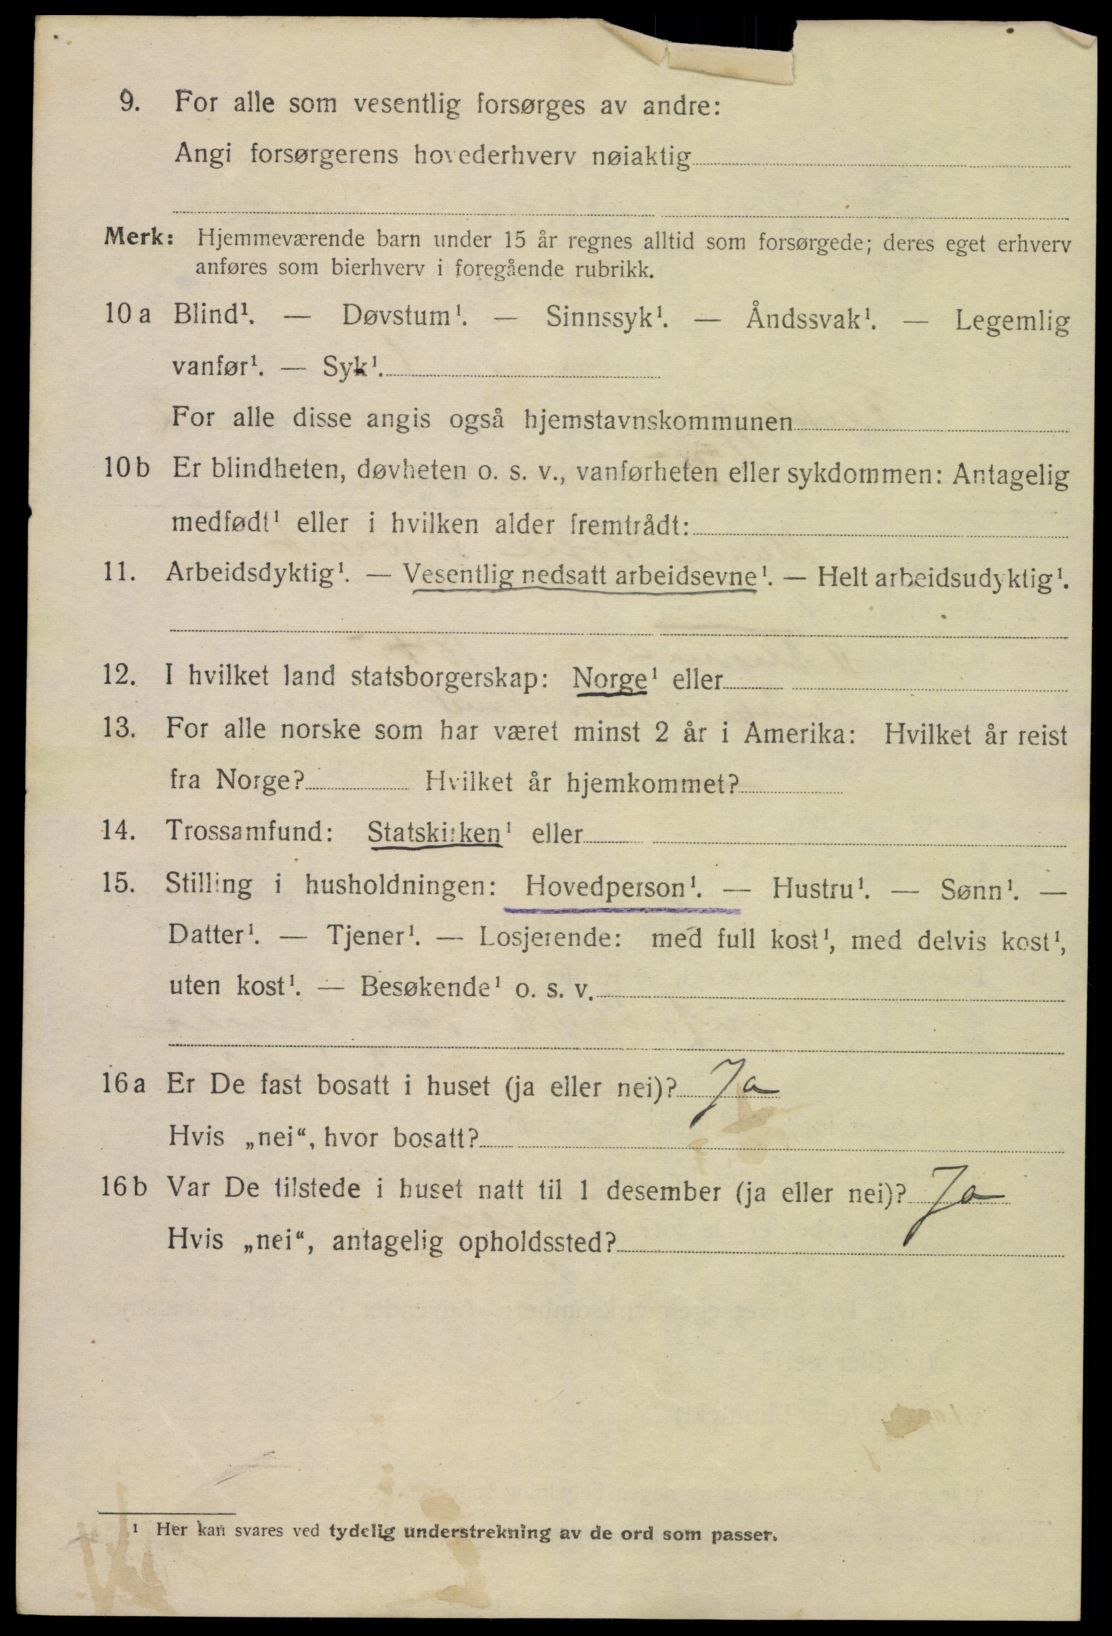 9. For alle som vesentlig forsørges av andre:
Angi forsørgerens hovederhverv nøiaktig
Merk: Hjemmeværende barn under 15 år regnes alltid som forsørgede; deres eget erhverv
anføres som bierhverv i foregående rubrikk.
10 a Blind¹. — Døvstum¹. — Sinnssyk¹. — Åndssvak¹. — Legemlig
vanfør¹. — Syk¹.
For alle disse angis også hjemstavnskommunen
10 b Er blindheten, døvheten o. s. v., vanførheten eller sykdommen: Antagelig
medfødt¹ eller i hvilken alder fremtrådt:
11. Arbeidsdyktig¹. — Vesentlig nedsatt arbeidsevne¹. — Helt arbeidsudyktig¹.
12. I hvilket land statsborgerskap: Norge¹ eller
13. For alle norske som har været minst 2 år i Amerika: Hvilket år reist
fra Norge? Hvilket år hjemkommet?
14. Trossamfund: Statskirken¹ eller
15. Stilling i husholdningen: Hovedperson¹. — Hustru¹. — Sønn¹. —
Datter¹. — Tjener¹. — Losjerende: med full kost¹, med delvis kost¹,
uten kost¹. — Besøkende¹ o. s. v.
16 a Er De fast bosatt i huset (ja eller nei)? Ja
Hvis „nei“, hvor bosatt?
16 b Var De tilstede i huset natt til 1 desember (ja eller nei)? Ja
Hvis „nei“, antagelig opholdssted?
¹ Her kan svares ved tydelig understrekning av de ord som passer.